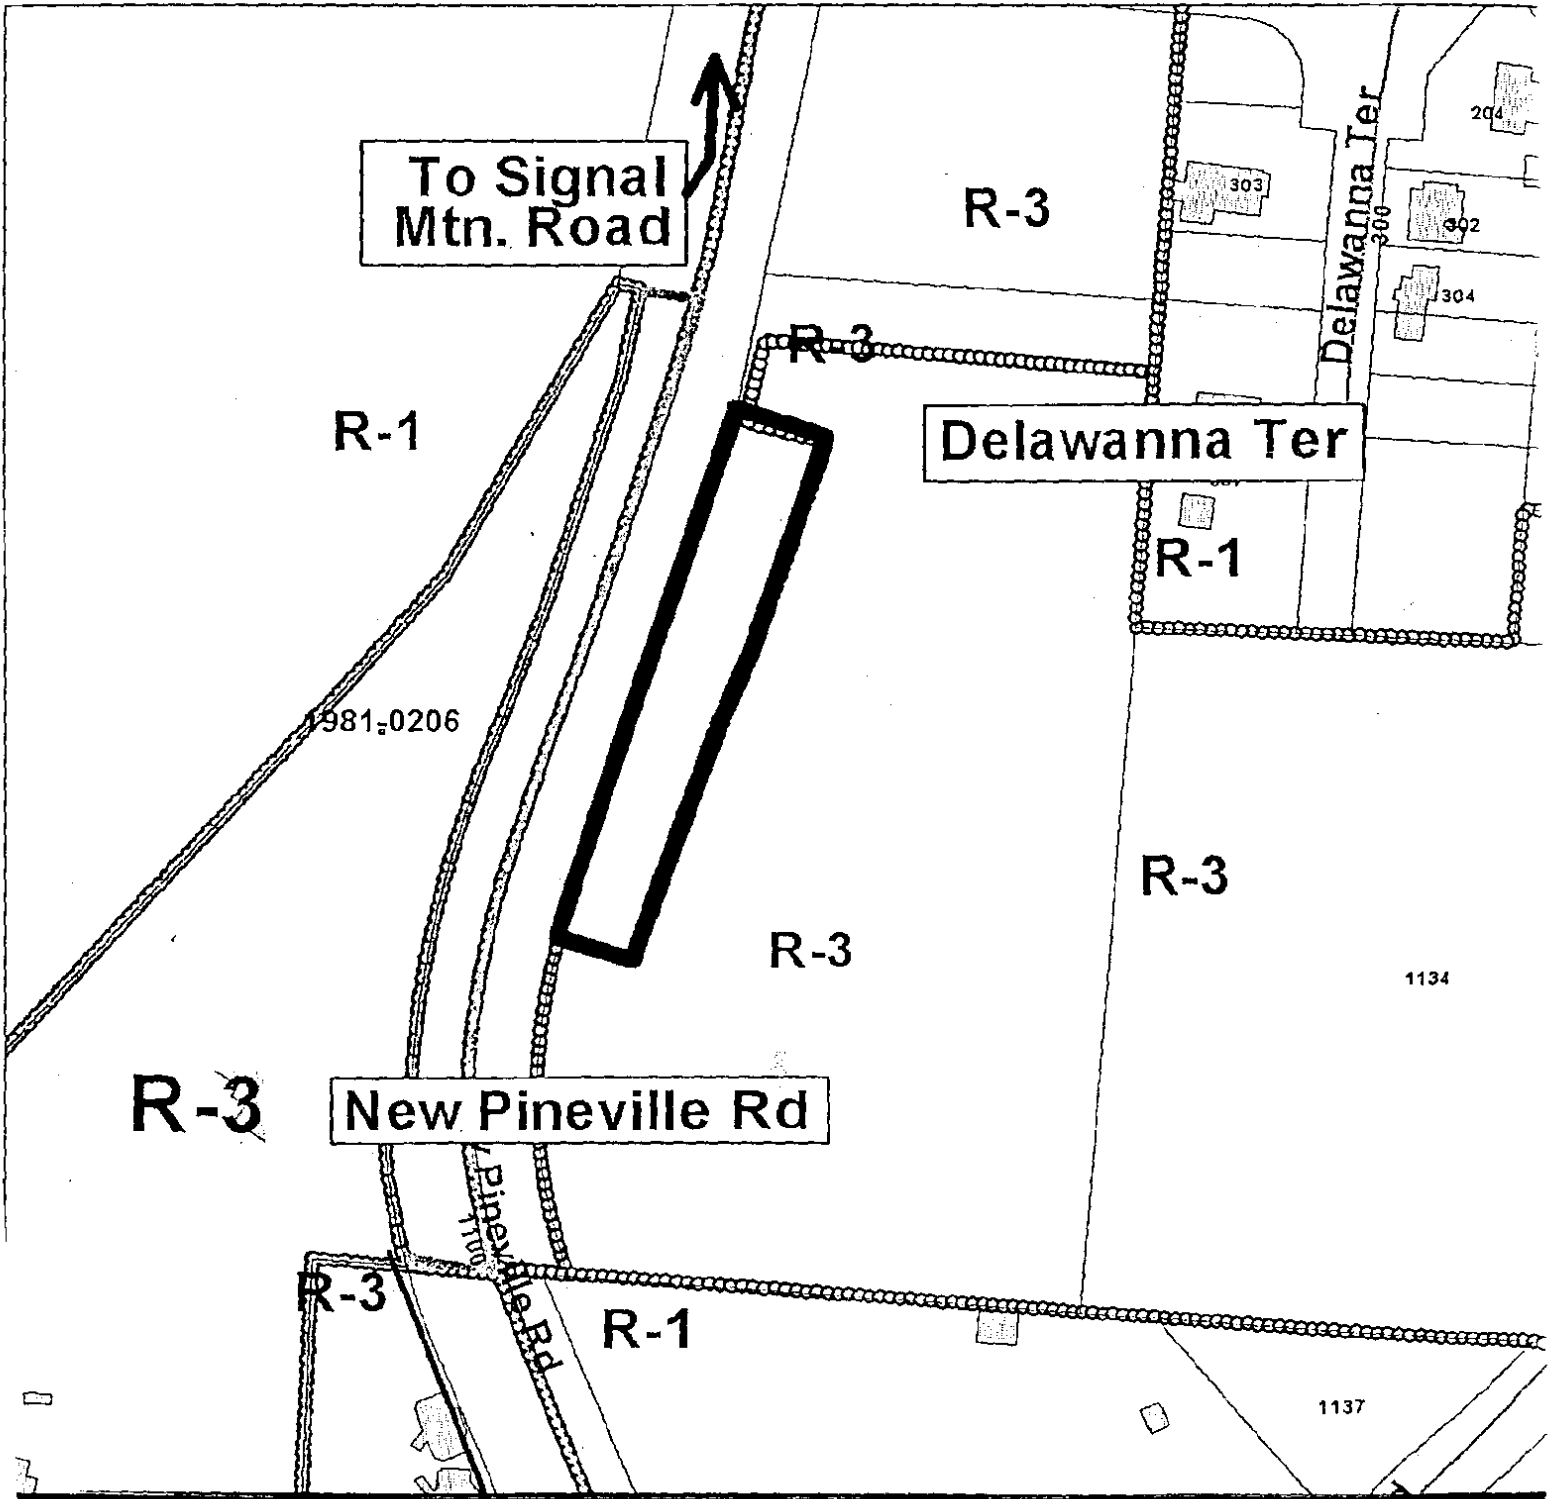 204
To Signal
Mtn. Road
303
R-3
Delawanna Ter
300
302
304
R-3
R-1
Delawanna Ter
R-1
1981-0206
R-3
R-3
1134
R-3
New Pineville Rd
Pineville Rd
1100
R-3
R-1
1137